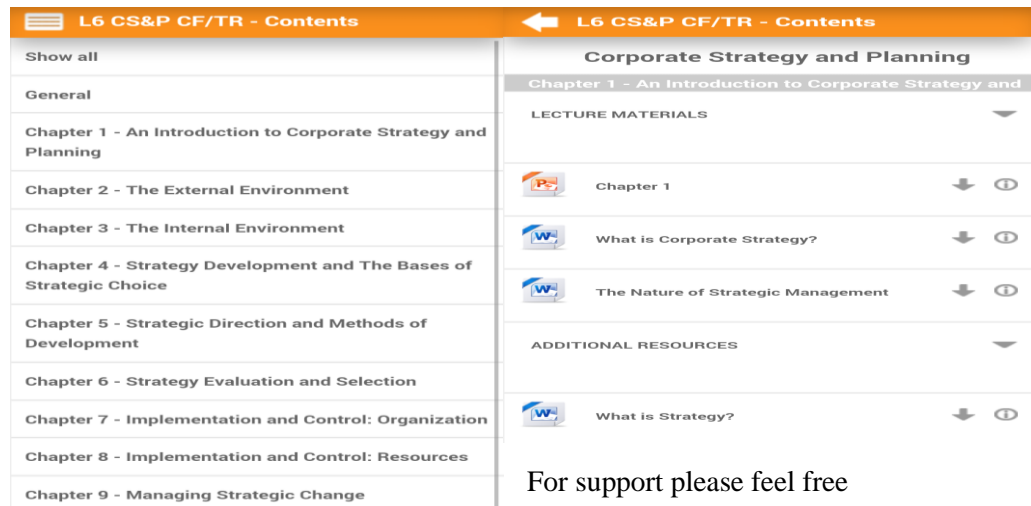 L6 CS&P CF/TR - Contents
Show all
General
Chapter 1 - An Introduction to Corporate Strategy and
Planning
Chapter 2 - The External Environment
Chapter 3 - The Internal Environment
Chapter 4 - Strategy Development and The Bases of
Strategic Choice
Chapter 5 - Strategic Direction and Methods of
Development
Chapter 6 - Strategy Evaluation and Selection
Chapter 7 - Implementation and Control: Organization
Chapter 8 - Implementation and Control: Resources
Chapter 9 - Managing Strategic Change
L6 CS&P CF/TR - Contents
Corporate Strategy and Planning
Chapter 1 - An Introduction to Corporate Strategy and
LECTURE MATERIALS
Chapter 1
What is Corporate Strategy?
The Nature of Strategic Management
ADDITIONAL RESOURCES
What is Strategy?
For support please feel free